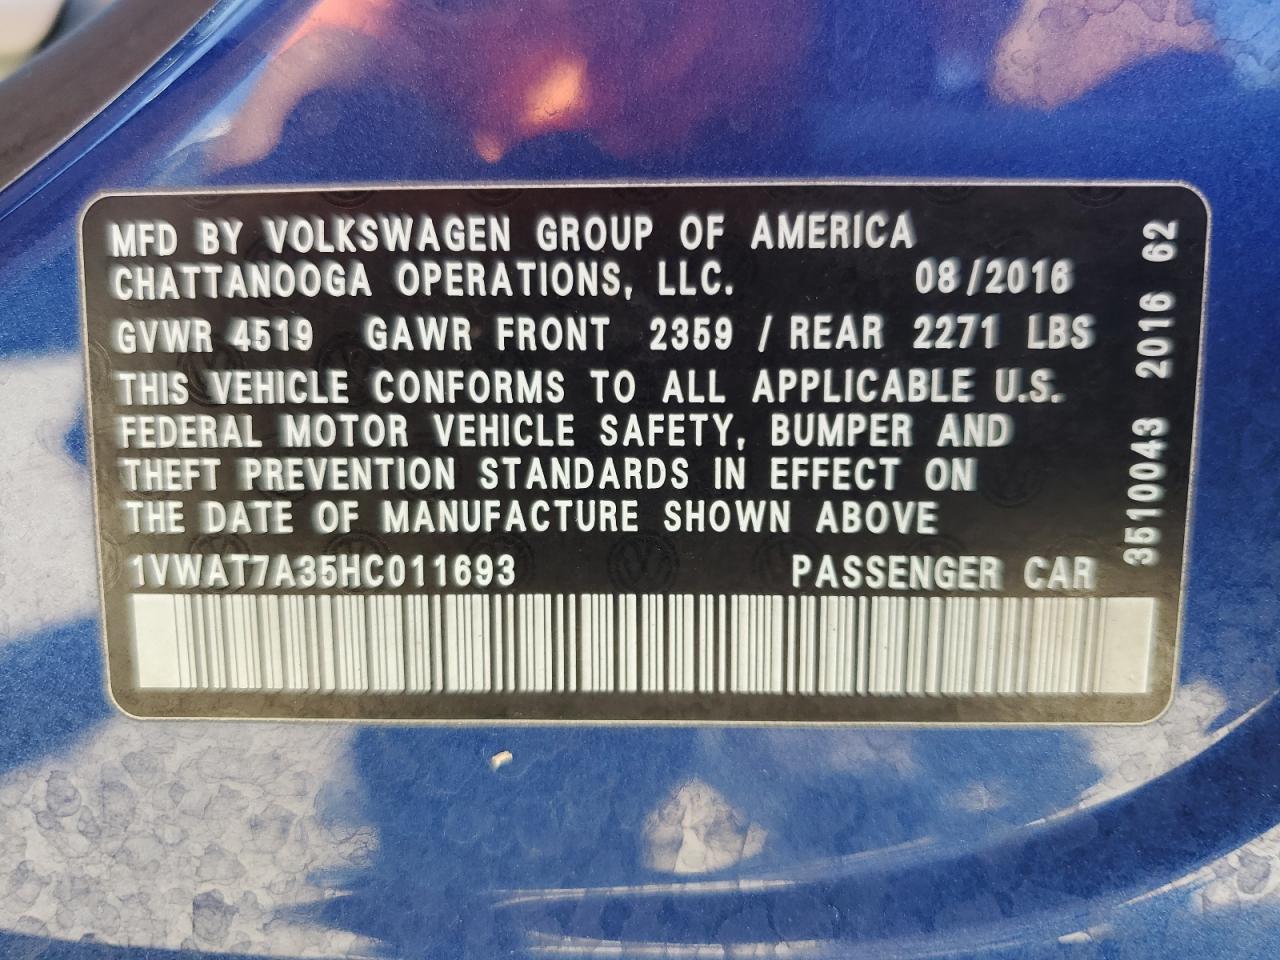 MFD BY VOLKSWAGEN GROUP OF AMERICA
CHATTANOOGA OPERATIONS, LLC. 08/2016
GVWR 4519 GAWR FRONT 2359 / REAR 2271 LBS
THIS VEHICLE CONFORMS TO ALL APPLICABLE U.S.
FEDERAL MOTOR VEHICLE SAFETY, BUMPER AND
THEFT PREVENTION STANDARDS IN EFFECT ON
THE DATE OF MANUFACTURE SHOWN ABOVE
1VWAT7A35HC011693 PASSENGER CAR
3510043 2016 62